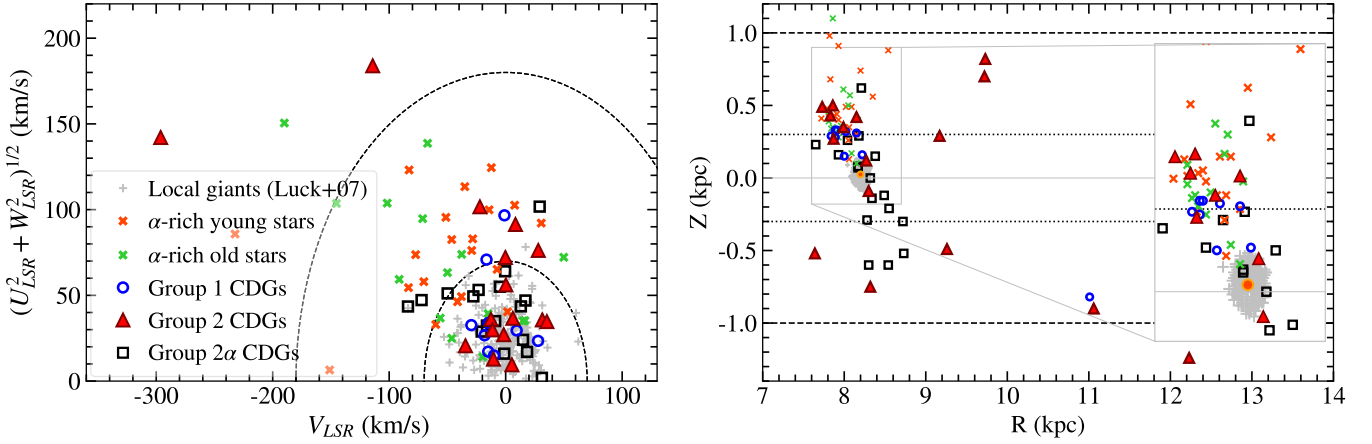 200
150
100
50
0
-300
-200
-100
0
100
(U²_LSR + W²_LSR)^1/2 (km/s)
V_LSR (km/s)
Local giants (Luck+07)
α-rich young stars
α-rich old stars
Group 1 CDGs
Group 2 CDGs
Group 2α CDGs
1.0
0.5
0.0
-0.5
-1.0
7
8
9
10
11
12
13
14
Z (kpc)
R (kpc)